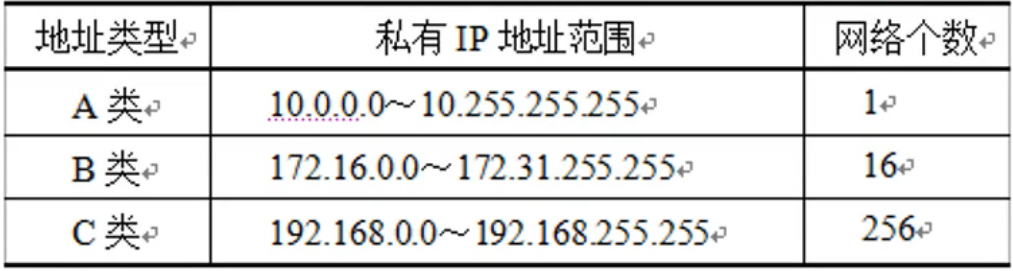 地址类型 私有 IP 地址范围 网络个数
A 类 10.0.0.0～10.255.255.255 1
B 类 172.16.0.0～172.31.255.255 16
C 类 192.168.0.0～192.168.255.255 256